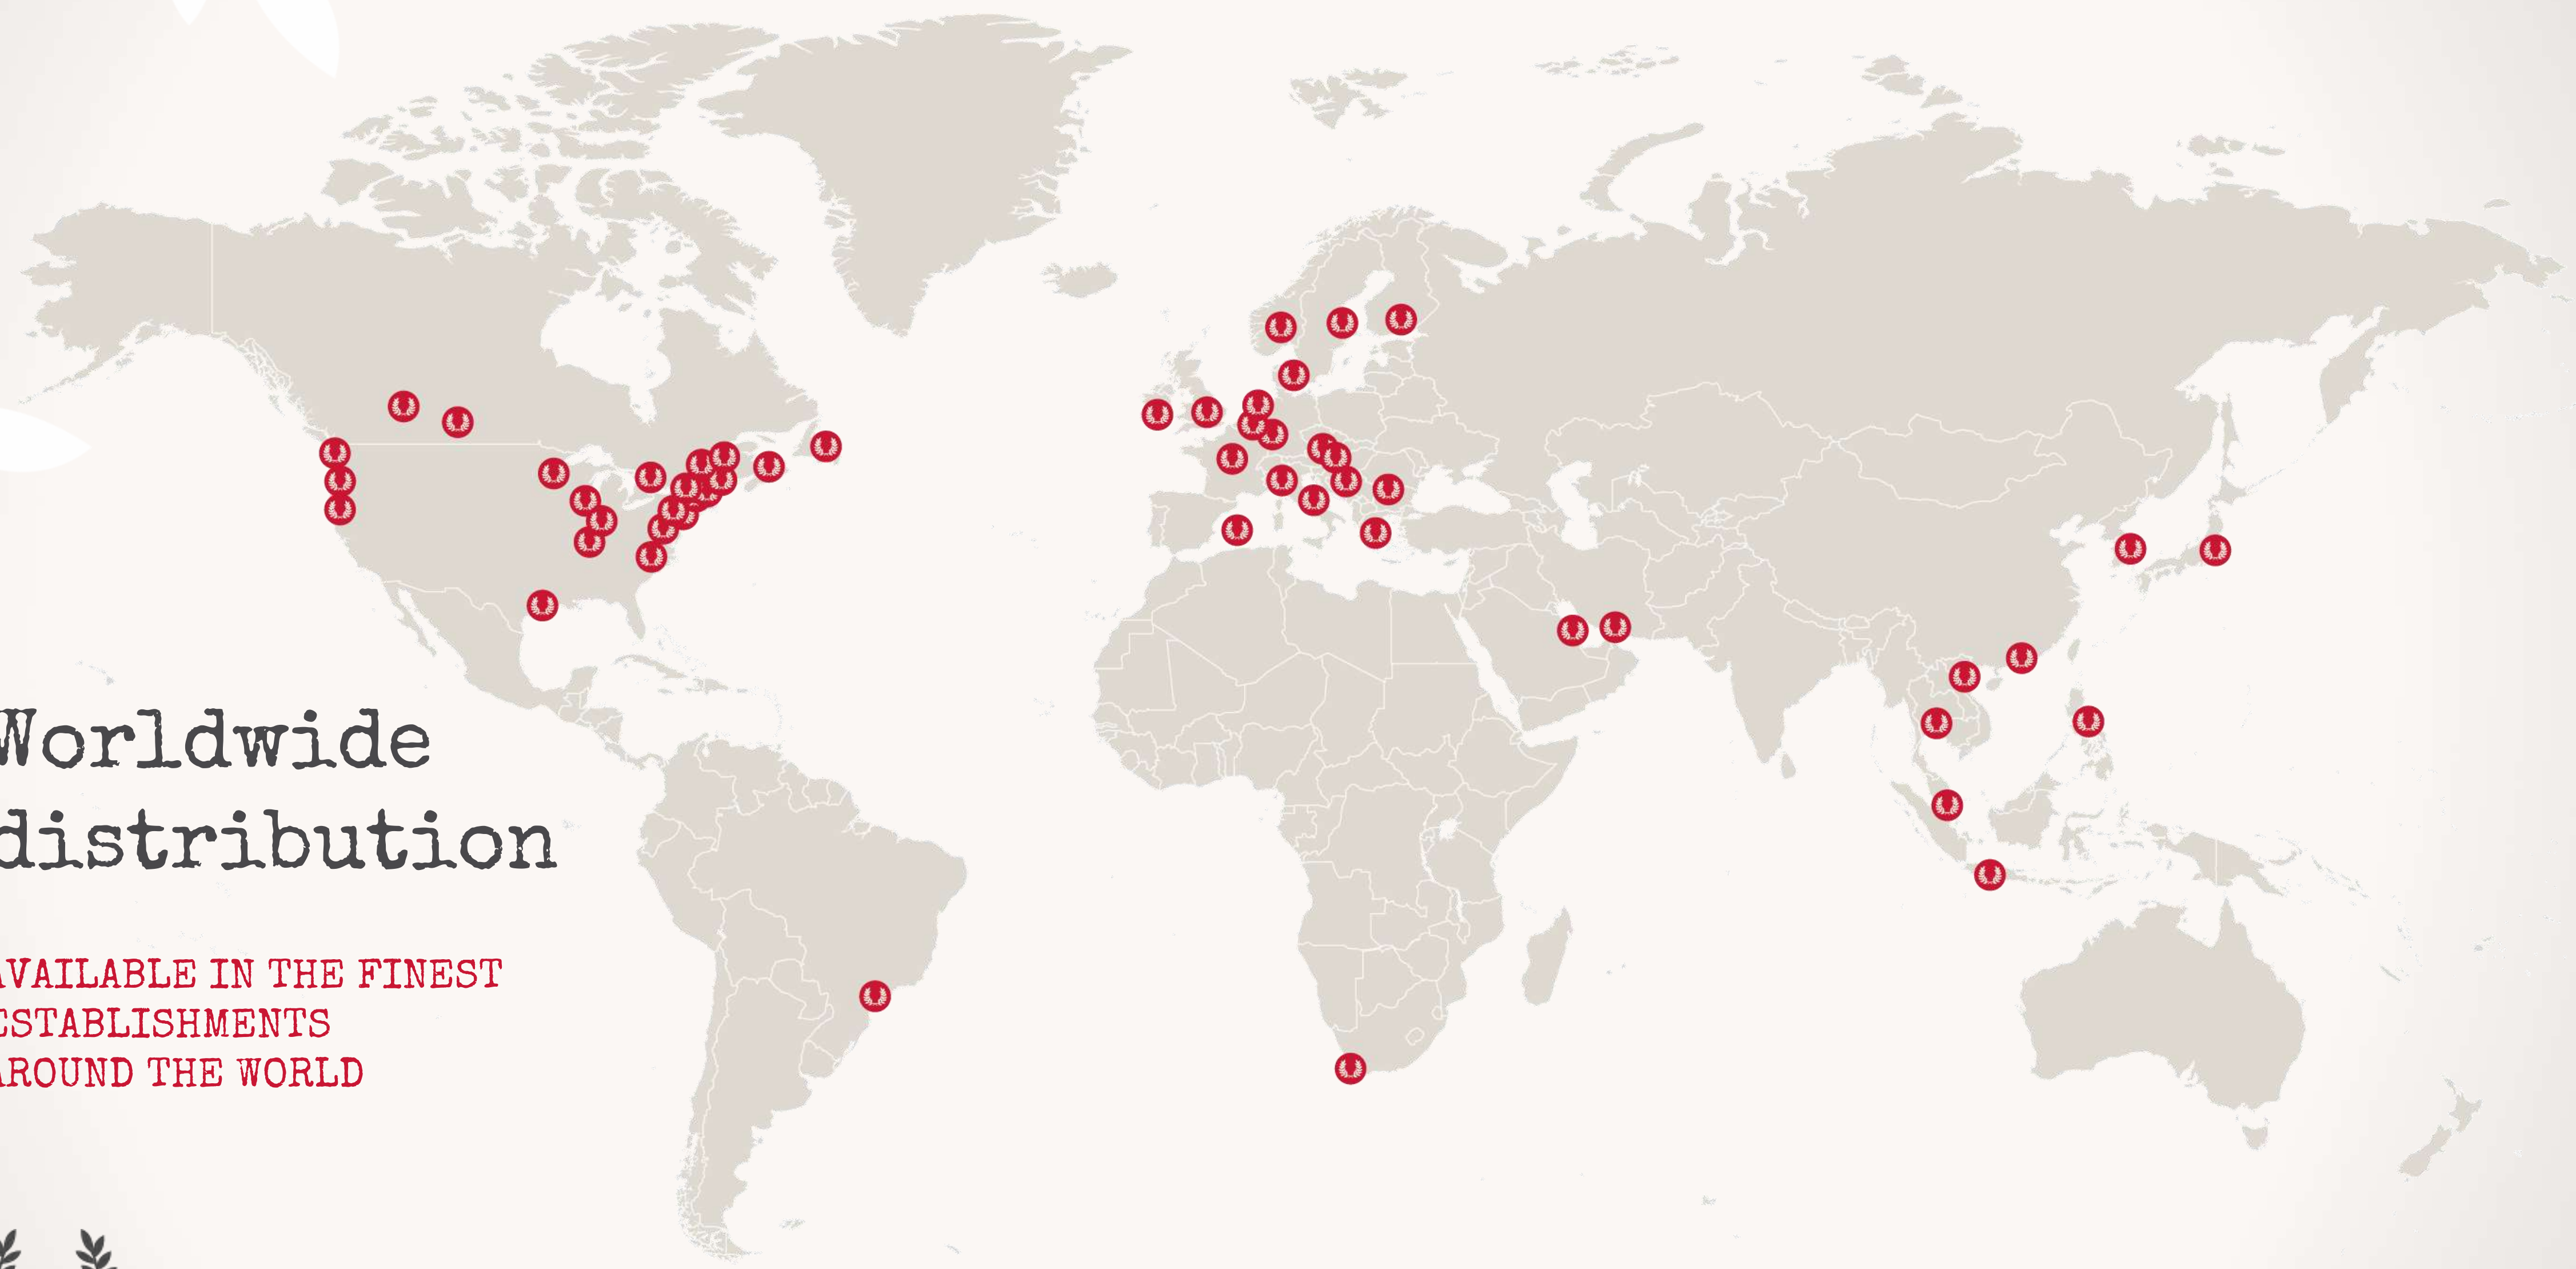 Worldwide
distribution
AVAILABLE IN THE FINEST
ESTABLISHMENTS
AROUND THE WORLD